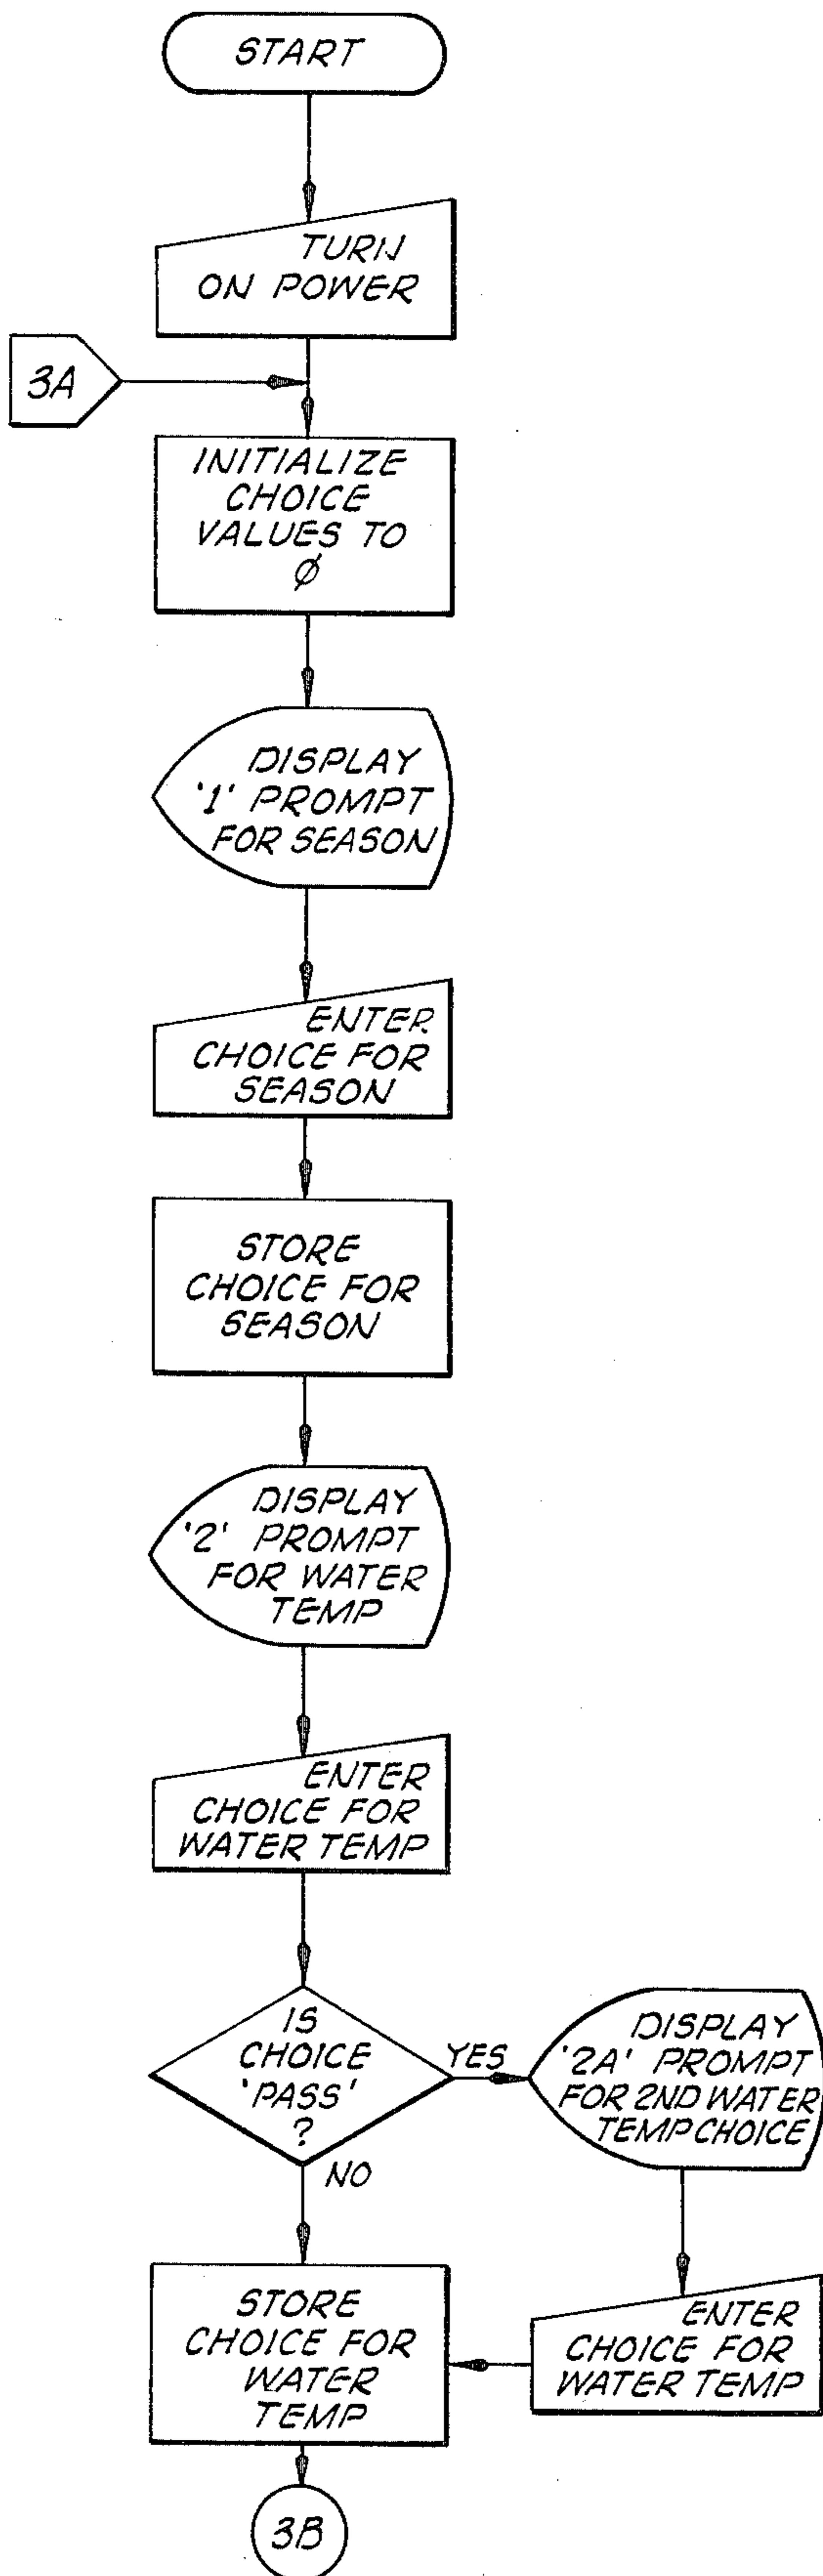 START
TURN
ON POWER
3A
INITIALIZE
CHOICE
VALUES TO
Ø
DISPLAY
'1' PROMPT
FOR SEASON
ENTER
CHOICE FOR
SEASON
STORE
CHOICE FOR
SEASON
DISPLAY
'2' PROMPT
FOR WATER
TEMP
ENTER
CHOICE FOR
WATER TEMP
IS
CHOICE
'PASS'
?
YES
NO
DISPLAY
'2A' PROMPT
FOR 2ND WATER
TEMP CHOICE
ENTER
CHOICE FOR
WATER TEMP
STORE
CHOICE FOR
WATER
TEMP
3B